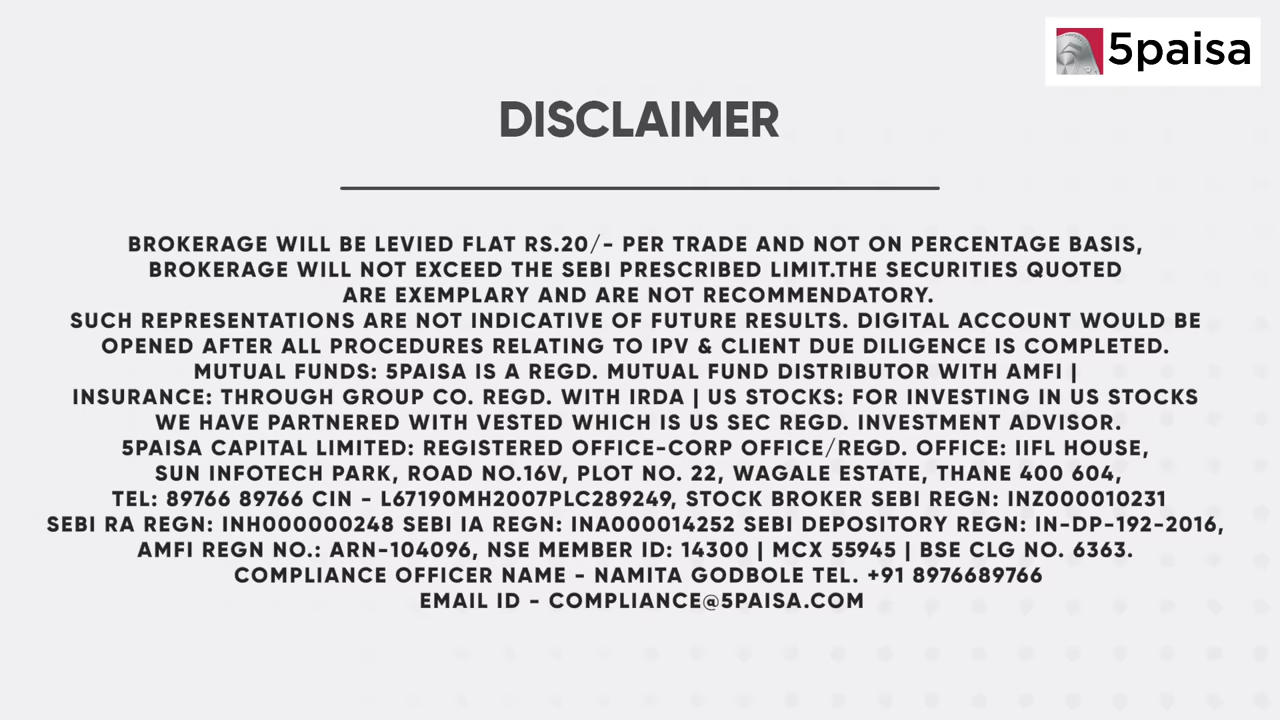 5paisa
DISCLAIMER
BROKERAGE WILL BE LEVIED FLAT RS.20/- PER TRADE AND NOT ON PERCENTAGE BASIS,
BROKERAGE WILL NOT EXCEED THE SEBI PRESCRIBED LIMIT.THE SECURITIES QUOTED
ARE EXEMPLARY AND ARE NOT RECOMMENDATORY.
SUCH REPRESENTATIONS ARE NOT INDICATIVE OF FUTURE RESULTS. DIGITAL ACCOUNT WOULD BE
OPENED AFTER ALL PROCEDURES RELATING TO IPV & CLIENT DUE DILIGENCE IS COMPLETED.
MUTUAL FUNDS: 5PAISA IS A REGD. MUTUAL FUND DISTRIBUTOR WITH AMFI |
INSURANCE: THROUGH GROUP CO. REGD. WITH IRDA | US STOCKS: FOR INVESTING IN US STOCKS
WE HAVE PARTNERED WITH VESTED WHICH IS US SEC REGD. INVESTMENT ADVISOR.
5PAISA CAPITAL LIMITED: REGISTERED OFFICE-CORP OFFICE/REGD. OFFICE: IIFL HOUSE,
SUN INFOTECH PARK, ROAD NO.16V, PLOT NO. 22, WAGALE ESTATE, THANE 400 604,
TEL: 89766 89766 CIN - L67190MH2007PLC289249, STOCK BROKER SEBI REGN: INZ000010231
SEBI RA REGN: INH000000248 SEBI IA REGN: INA000014252 SEBI DEPOSITORY REGN: IN-DP-192-2016,
AMFI REGN NO.: ARN-104096, NSE MEMBER ID: 14300 | MCX 55945 | BSE CLG NO. 6363.
COMPLIANCE OFFICER NAME - NAMITA GODBOLE TEL. +91 8976689766
EMAIL ID - COMPLIANCE@5PAISA.COM